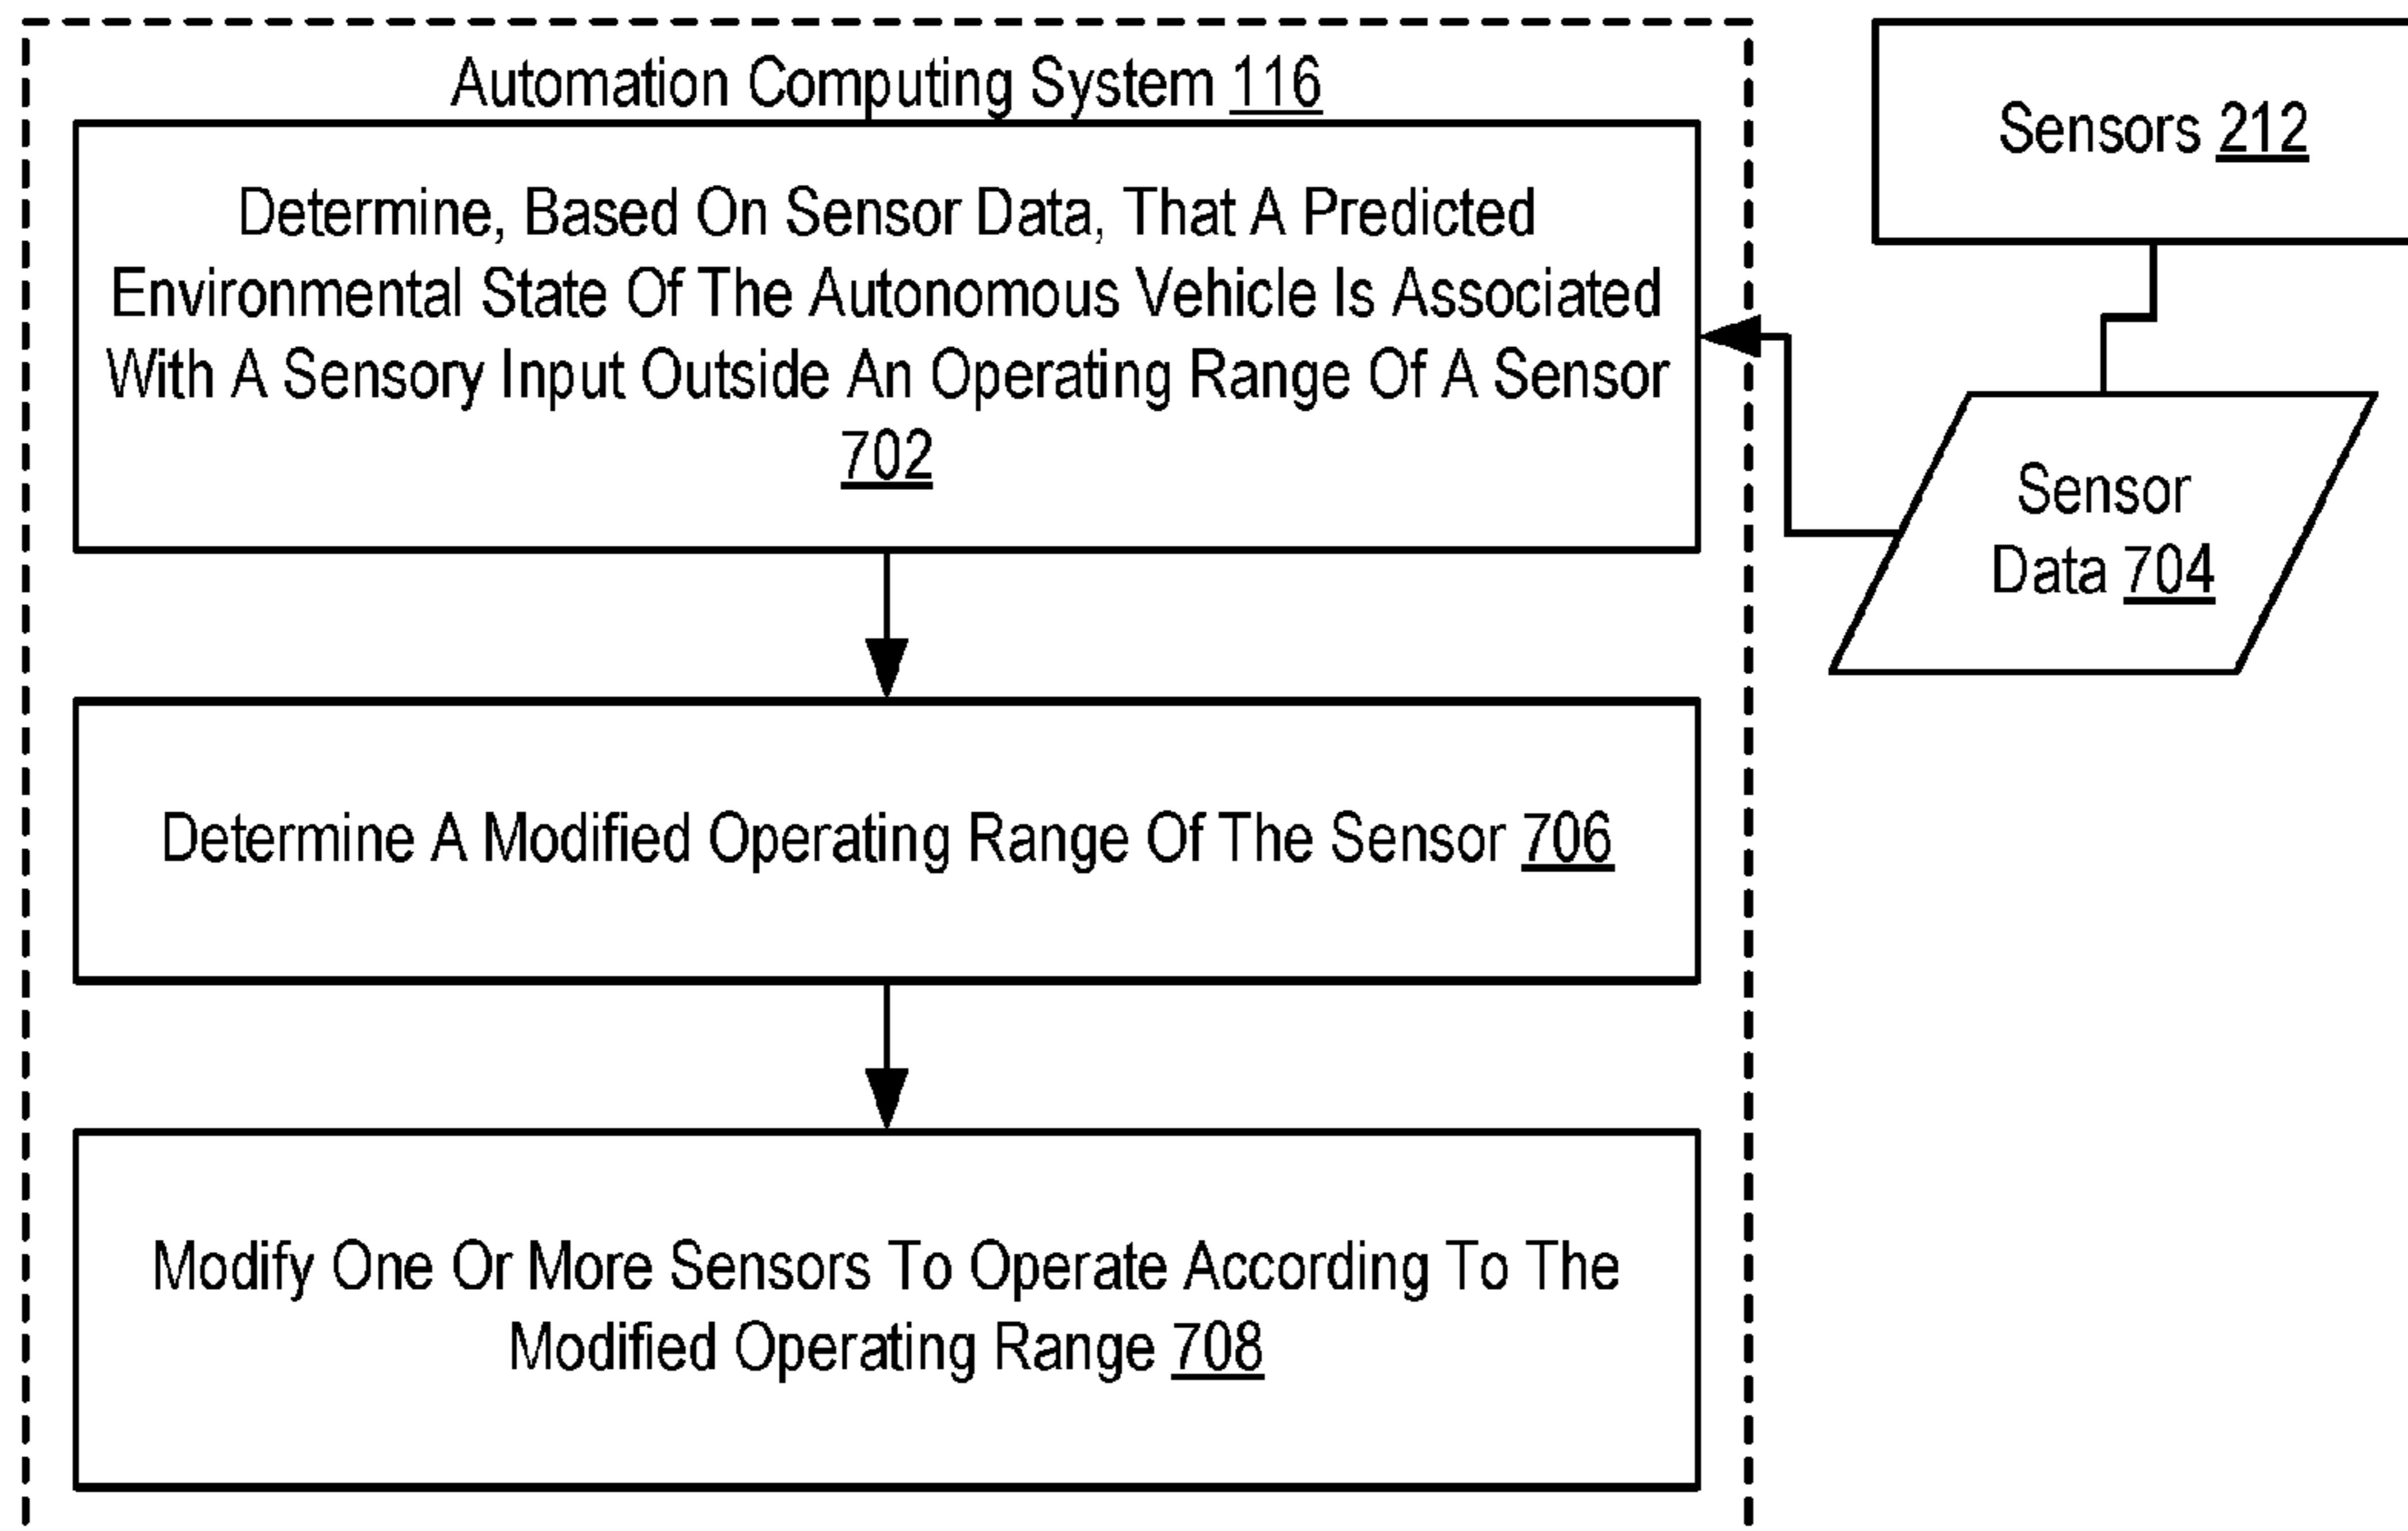 Automation Computing System 116
Determine, Based On Sensor Data, That A Predicted
Environmental State Of The Autonomous Vehicle Is Associated
With A Sensory Input Outside An Operating Range Of A Sensor
702
Sensors 212
Sensor
Data 704
Determine A Modified Operating Range Of The Sensor 706
Modify One Or More Sensors To Operate According To The
Modified Operating Range 708